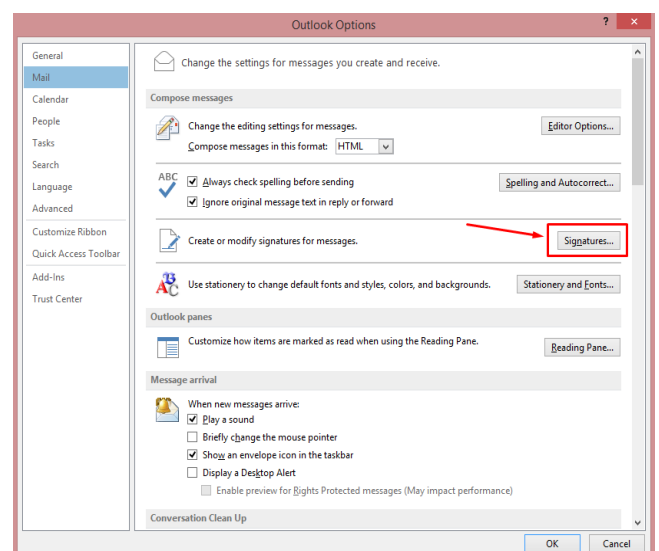 Outlook Options
?
×
General
Mail
Calendar
People
Tasks
Search
Language
Advanced
Customize Ribbon
Quick Access Toolbar
Add-Ins
Trust Center
Change the settings for messages you create and receive.
Compose messages
Change the editing settings for messages.
Editor Options...
Compose messages in this format: HTML
ABC
Always check spelling before sending
Spelling and Autocorrect...
Ignore original message text in reply or forward
Create or modify signatures for messages.
Signatures...
Use stationery to change default fonts and styles, colors, and backgrounds.
Stationery and Fonts...
Outlook panes
Customize how items are marked as read when using the Reading Pane.
Reading Pane...
Message arrival
When new messages arrive:
Play a sound
Briefly change the mouse pointer
Show an envelope icon in the taskbar
Display a Desktop Alert
Enable preview for Rights Protected messages (May impact performance)
Conversation Clean Up
OK
Cancel